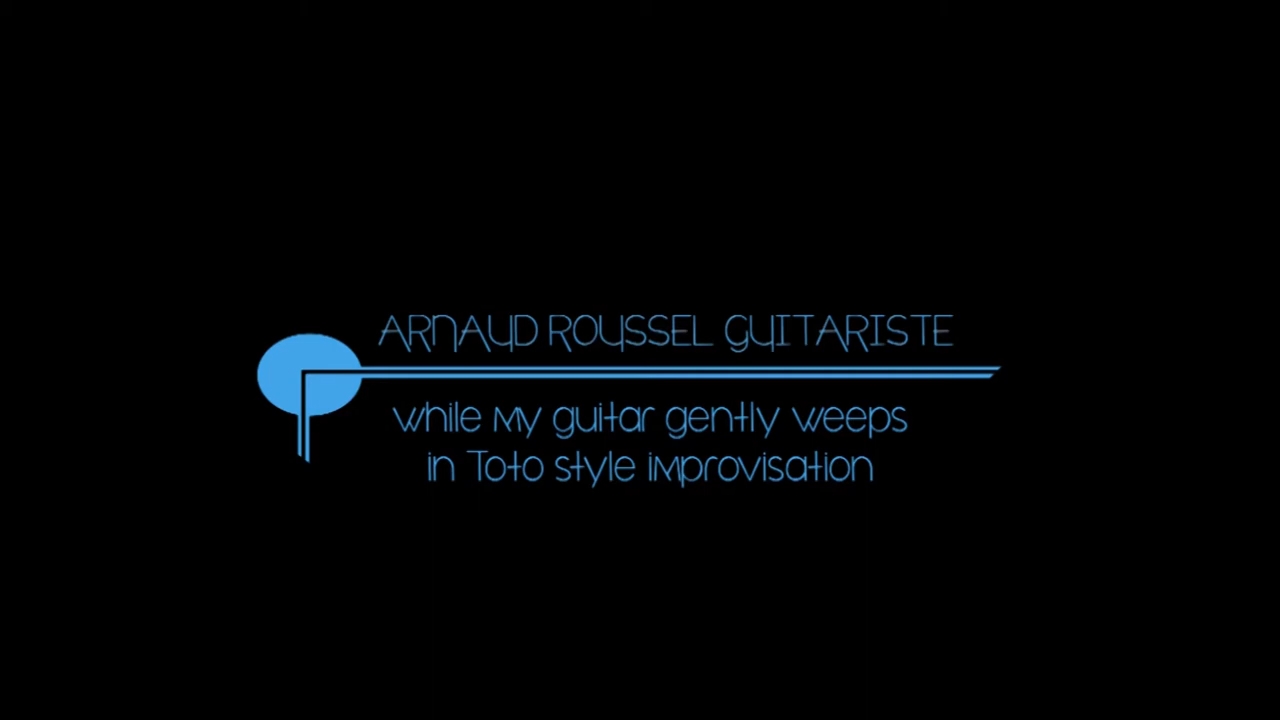 ARNAUD ROUSSEL GUITARISTE
while my guitar gently weeps
in Toto style improvisation